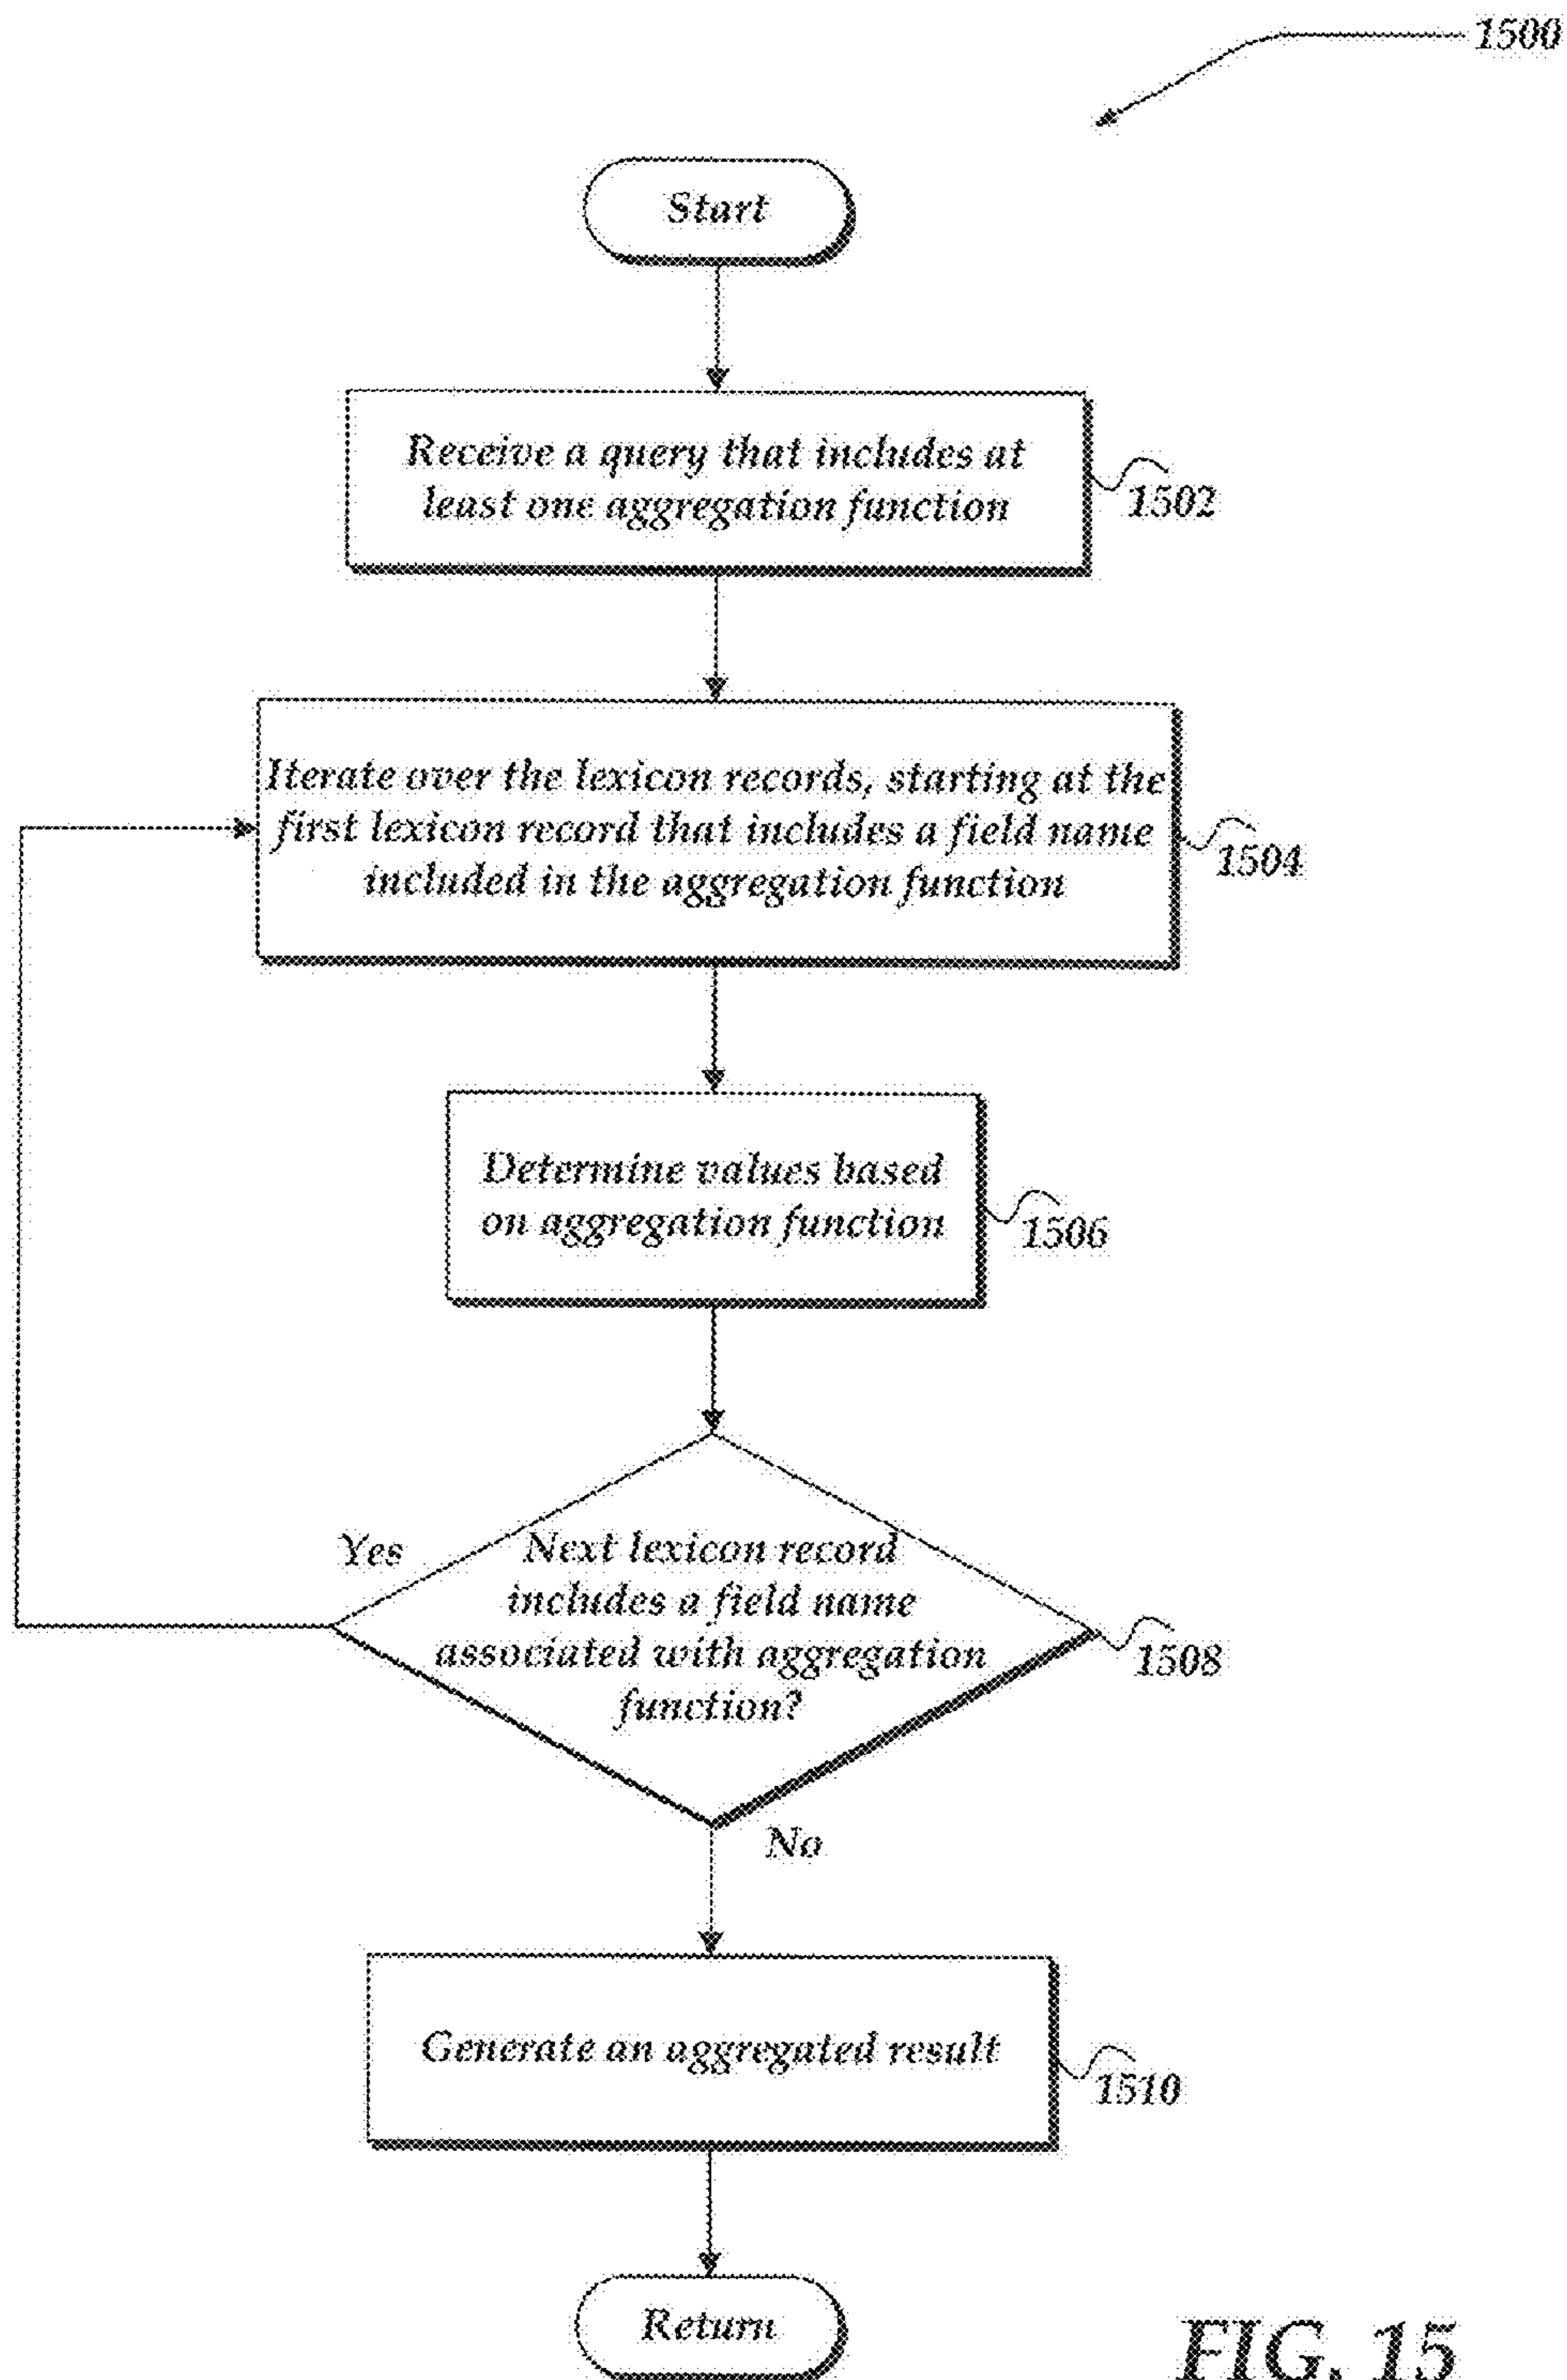 1500
Start
Receive a query that includes at
least one aggregation function
1502
Iterate over the lexicon records, starting at the
first lexicon record that includes a field name
included in the aggregation function
1504
Determine values based
on aggregation function
1506
Yes
Next lexicon record
includes a field name
associated with aggregation
function?
1508
No
Generate an aggregated result
1510
Return
FIG. 15